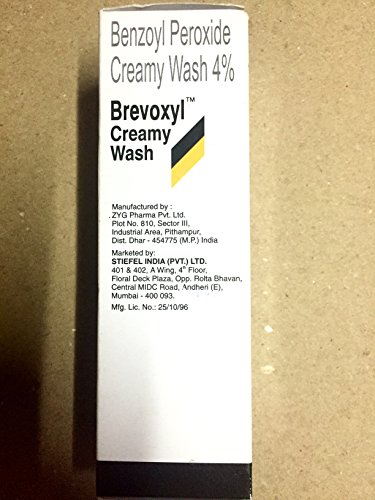 Benzoyl Peroxide
Creamy Wash 4%
Brevoxyl™
Creamy
Wash
Manufactured by :
ZYG Pharma Pvt. Ltd.
Plot No. 810, Sector III,
Industrial Area, Pithampur,
Dist. Dhar - 454775 (M.P.) India
Marketed by:
STIEFEL INDIA (PVT.) LTD.
401 & 402, A Wing, 4th Floor,
Floral Deck Plaza, Opp. Rolta Bhavan,
Central MIDC Road, Andheri (E),
Mumbai - 400 093.
Mfg. Lic. No.: 25/10/96